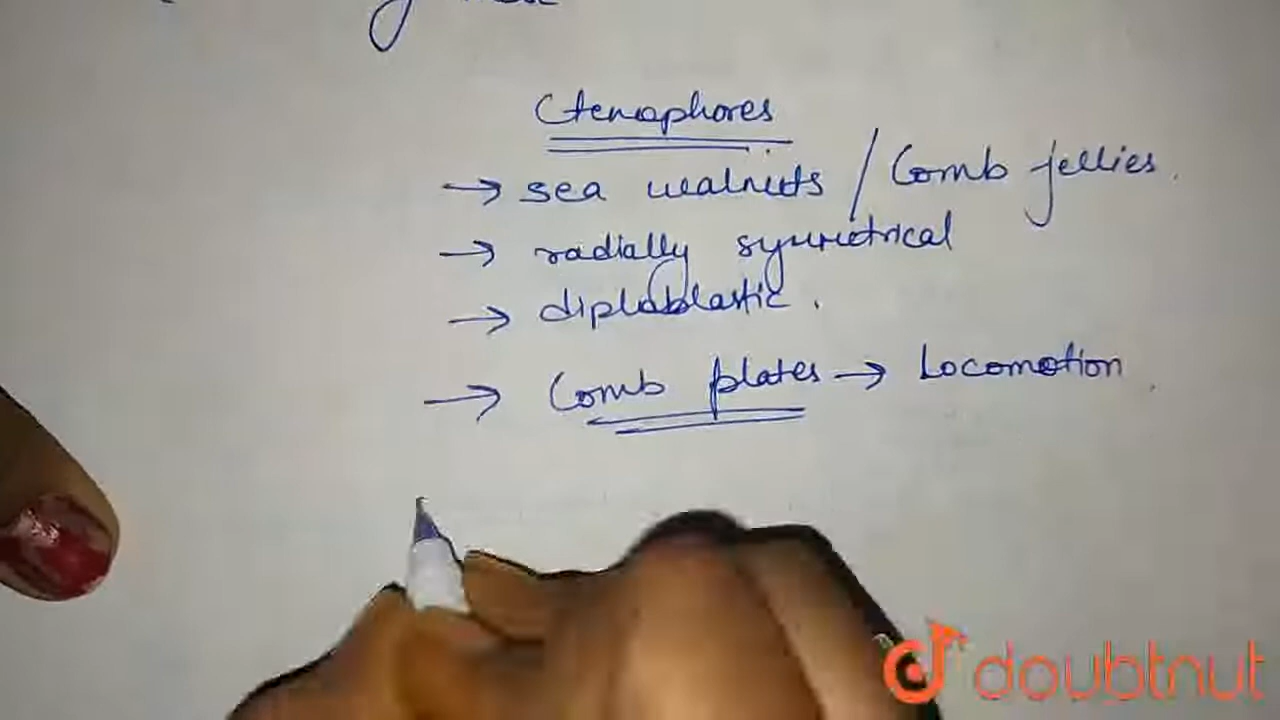 Ctenophores
→ sea walnuts / Comb jellies.
→ radially symmetrical
→ diploblastic.
→ Comb plates → Locomotion
doubtnut